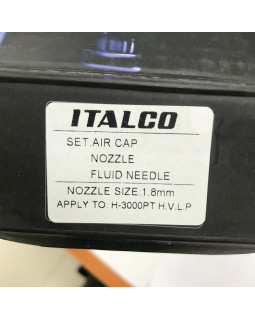 ITALCO
SET:AIR CAP
NOZZLE
FLUID NEEDLE
NOZZLE SIZE:1.8mm
APPLY TO: H-3000PT H.V.L.P